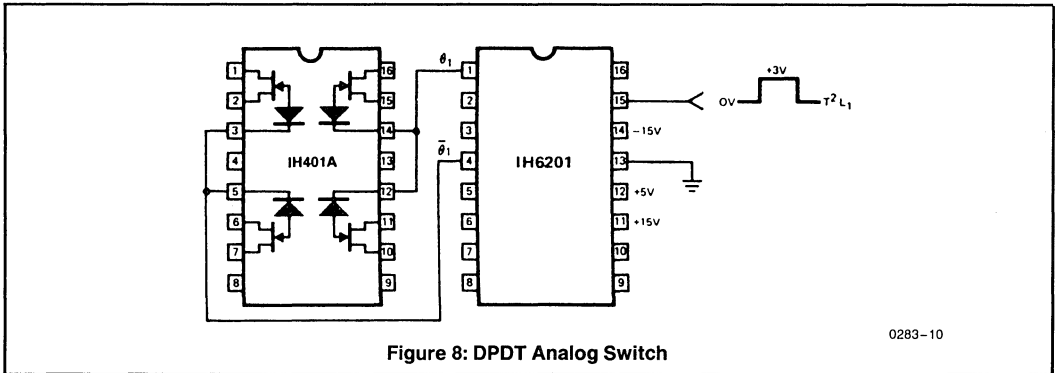 1 16
2 15
3 14
4 13
5 12
6 11
7 10
8 9
IH401A
θ1
θ̅1
1 16
2 15
3 14 -15V
4 13
5 12 +5V
6 11 +15V
7 10
8 9
IH6201
+3V
0V T²L1
0283-10
Figure 8: DPDT Analog Switch